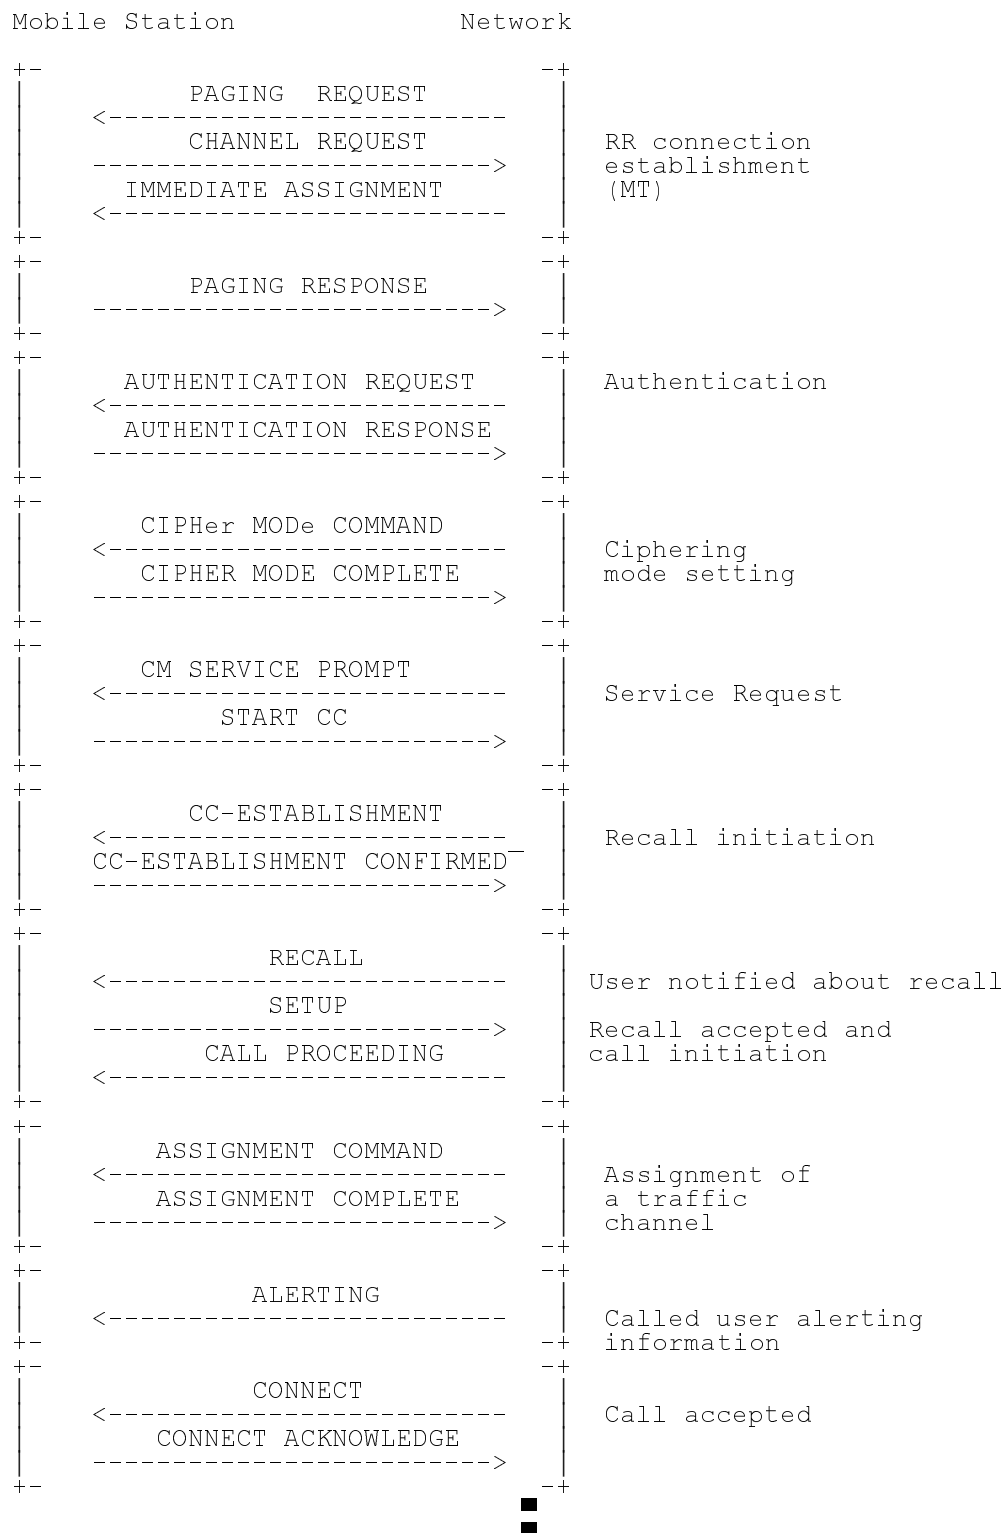 Mobile Station                Network
+-                               -+
|          PAGING  REQUEST        |
|    <-------------------------   |
|          CHANNEL REQUEST        |  RR connection
|    ------------------------->   |  establishment
|      IMMEDIATE ASSIGNMENT       |  (MT)
|    <-------------------------   |
+-                               -+
+-                               -+
|          PAGING RESPONSE        |
|    ------------------------->   |
+-                               -+
+-                               -+
|      AUTHENTICATION REQUEST     |  Authentication
|    <-------------------------   |
|      AUTHENTICATION RESPONSE    |
|    ------------------------->   |
+-                               -+
+-                               -+
|       CIPHer MODe COMMAND       |
|    <-------------------------   |  Ciphering
|       CIPHER MODE COMPLETE      |  mode setting
|    ------------------------->   |
+-                               -+
+-                               -+
|       CM SERVICE PROMPT         |
|    <-------------------------   |  Service Request
|            START CC             |
|    ------------------------->   |
+-                               -+
+-                               -+
|          CC-ESTABLISHMENT       |
|    <-------------------------   |  Recall initiation
|    CC-ESTABLISHMENT CONFIRMED   |
|    ------------------------->   |
+-                               -+
+-                               -+
|               RECALL            |
|    <-------------------------   | User notified about recall
|               SETUP             |
|    ------------------------->   | Recall accepted and
|           CALL PROCEEDING       | call initiation
|    <-------------------------   |
+-                               -+
+-                               -+
|        ASSIGNMENT COMMAND       |
|    <-------------------------   |  Assignment of
|        ASSIGNMENT COMPLETE      |  a traffic
|    ------------------------->   |  channel
+-                               -+
+-                               -+
|              ALERTING           |
|    <-------------------------   |  Called user alerting
+-                               -+  information
+-                               -+
|              CONNECT            |
|    <-------------------------   |  Call accepted
|        CONNECT ACKNOWLEDGE      |
|    ------------------------->   |
+-                               -+